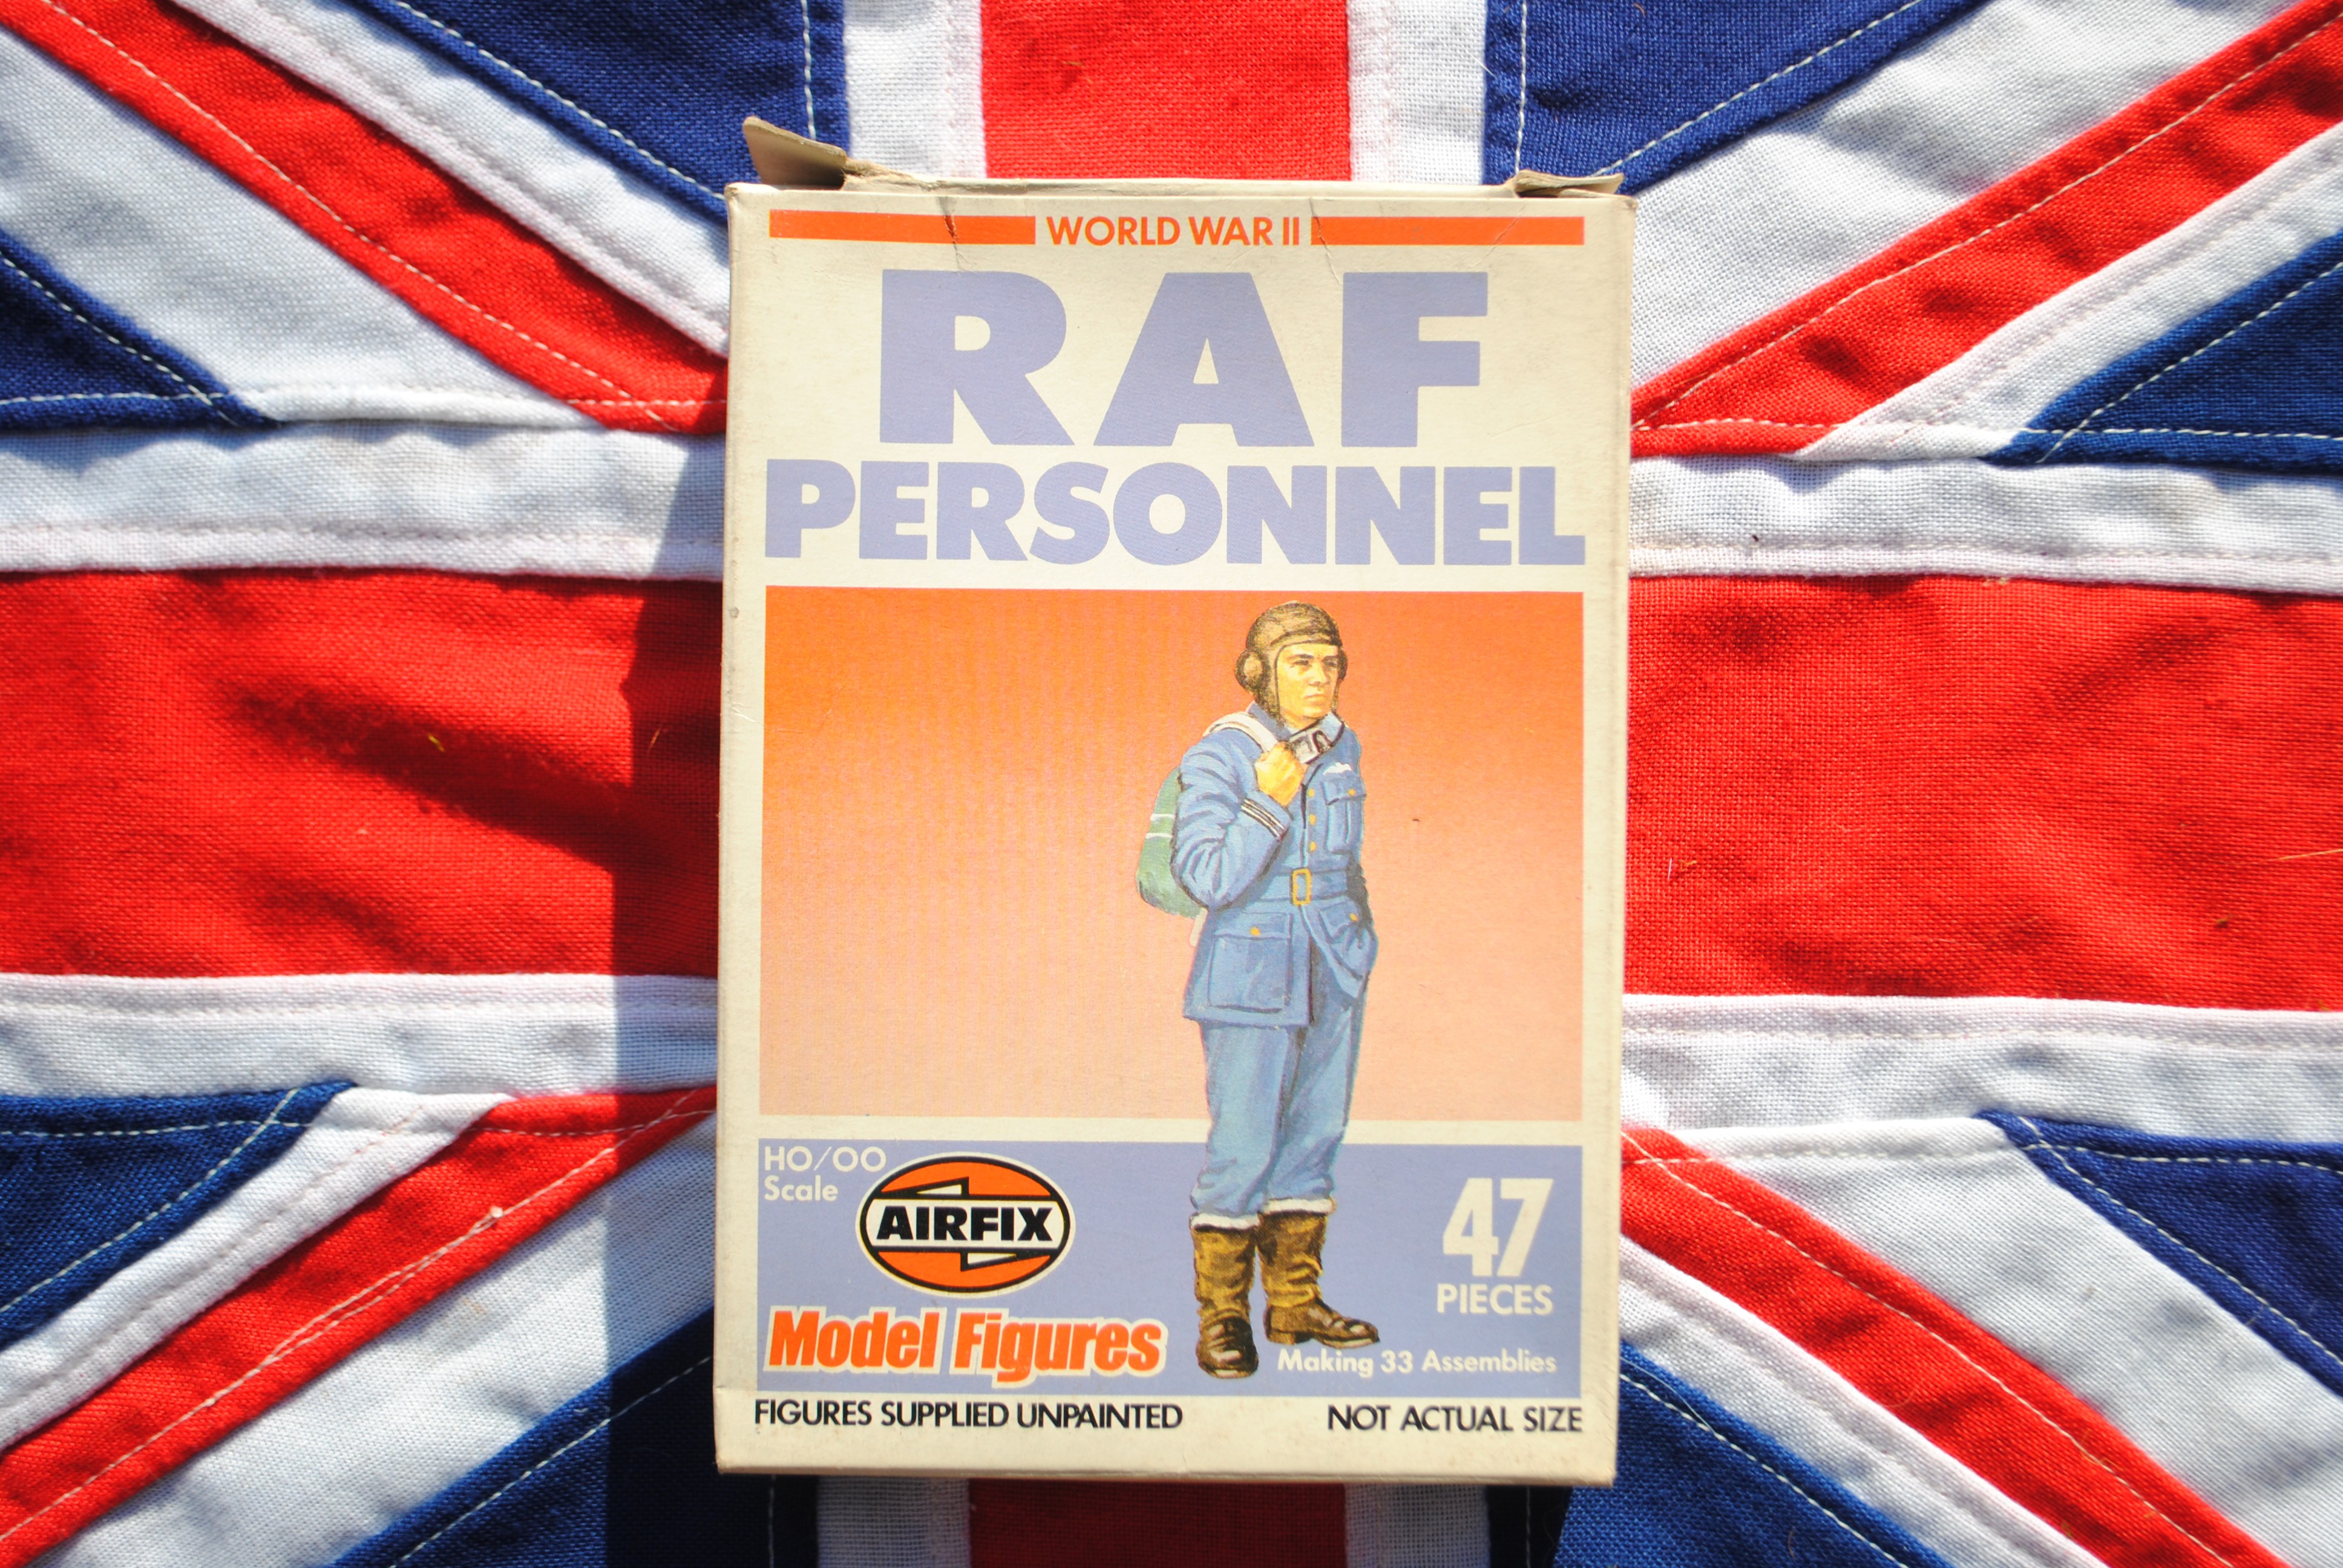 WORLD WAR II
RAF
PERSONNEL
HO/OO
Scale
AIRFIX
47
PIECES
Model Figures
Making 33 Assemblies
FIGURES SUPPLIED UNPAINTED
NOT ACTUAL SIZE